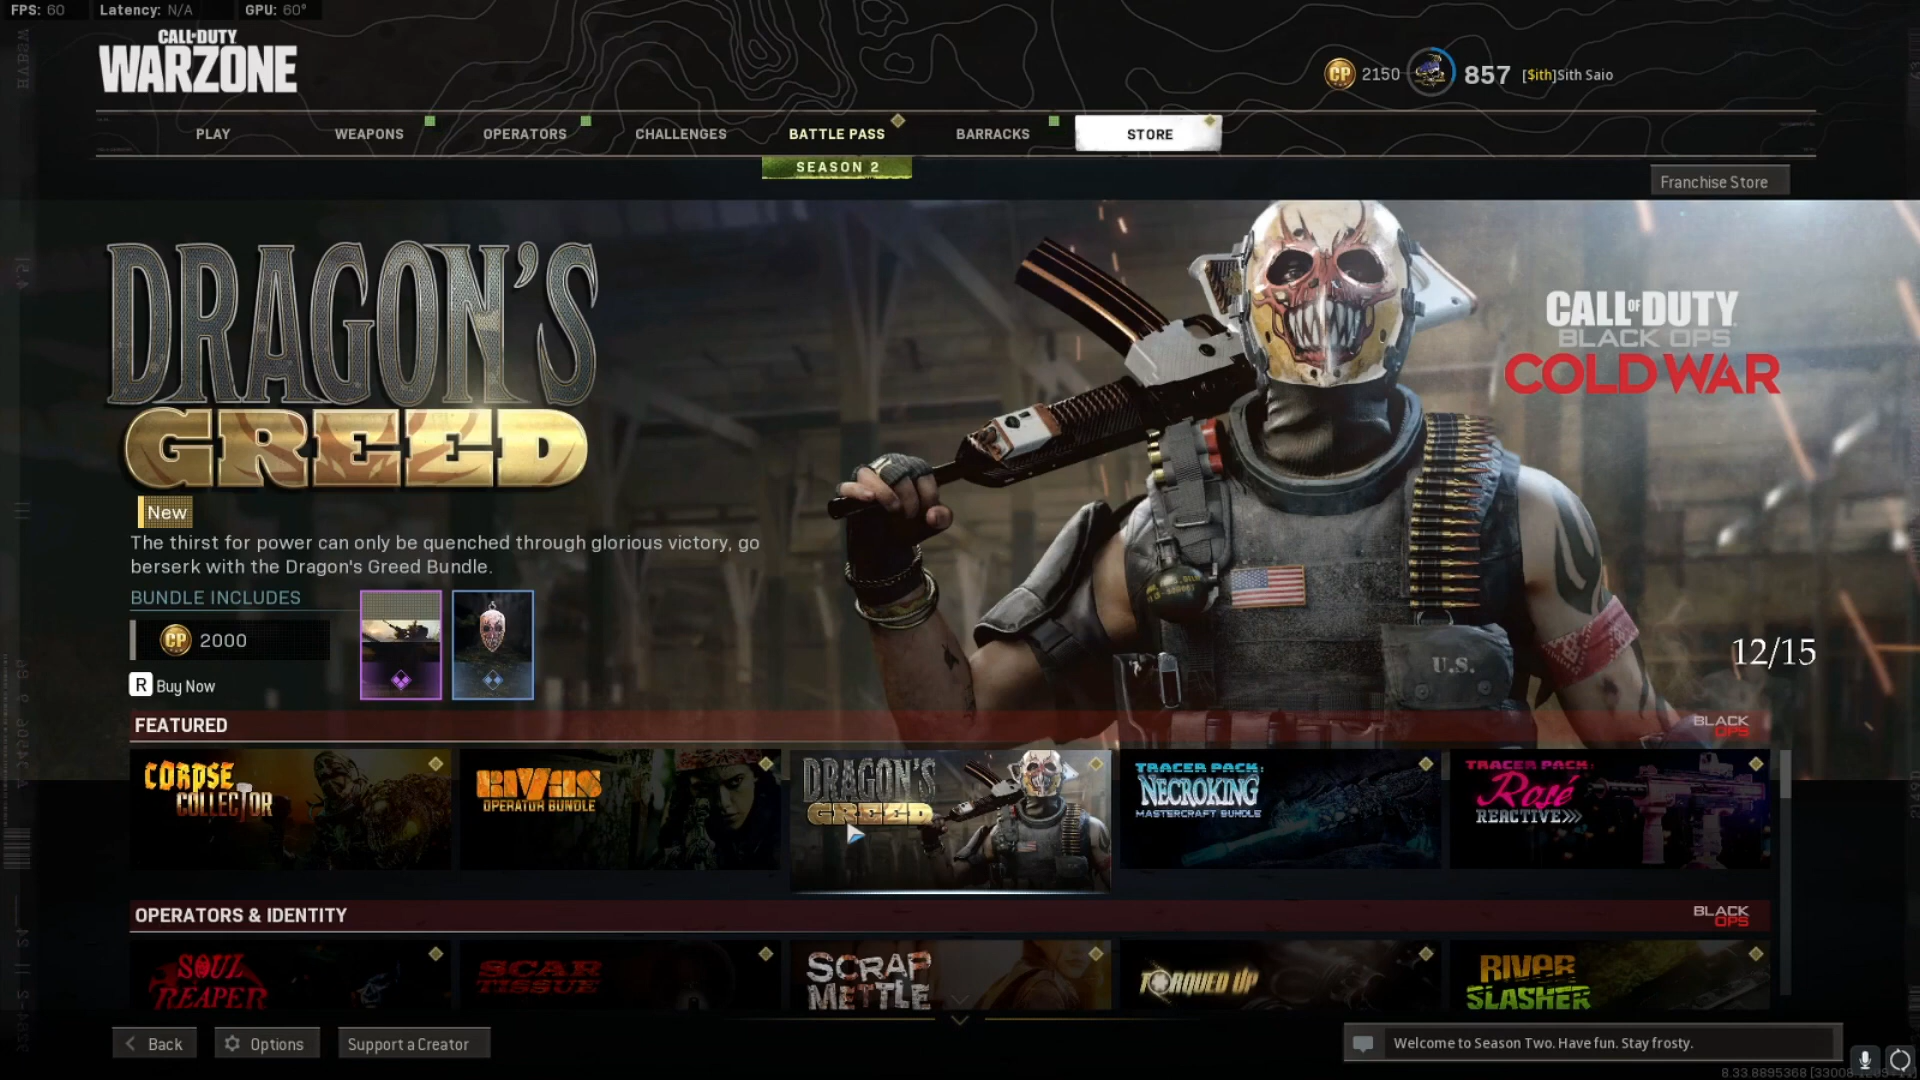 FPS: 60
Latency: N/A
GPU: 60°
CALL OF DUTY
WARZONE
CP 2150
857
[$ith]Sith Saio
PLAY
WEAPONS
OPERATORS
CHALLENGES
BATTLE PASS
BARRACKS
STORE
SEASON 2
Franchise Store
DRAGON'S
GREED
CALL OF DUTY
BLACK OPS
COLD WAR
New
The thirst for power can only be quenched through glorious victory, go
berserk with the Dragon's Greed Bundle.
BUNDLE INCLUDES
CP 2000
U.S.
12/15
R Buy Now
FEATURED
BLACK
OPS
CORPSE
COLLECTOR
RIVAS
OPERATOR BUNDLE
DRAGON'S
GREED
TRACER PACK:
NECROKING
MASTERCRAFT BUNDLE
TRACER PACK:
Rosé
REACTIVE>>>
OPERATORS & IDENTITY
BLACK
OPS
SOUL
REAPER
SCAR
TISSUE
SCRAP
METTLE
TORQUED UP
RIVER
SLASHER
Back
Options
Support a Creator
Welcome to Season Two. Have fun. Stay frosty.